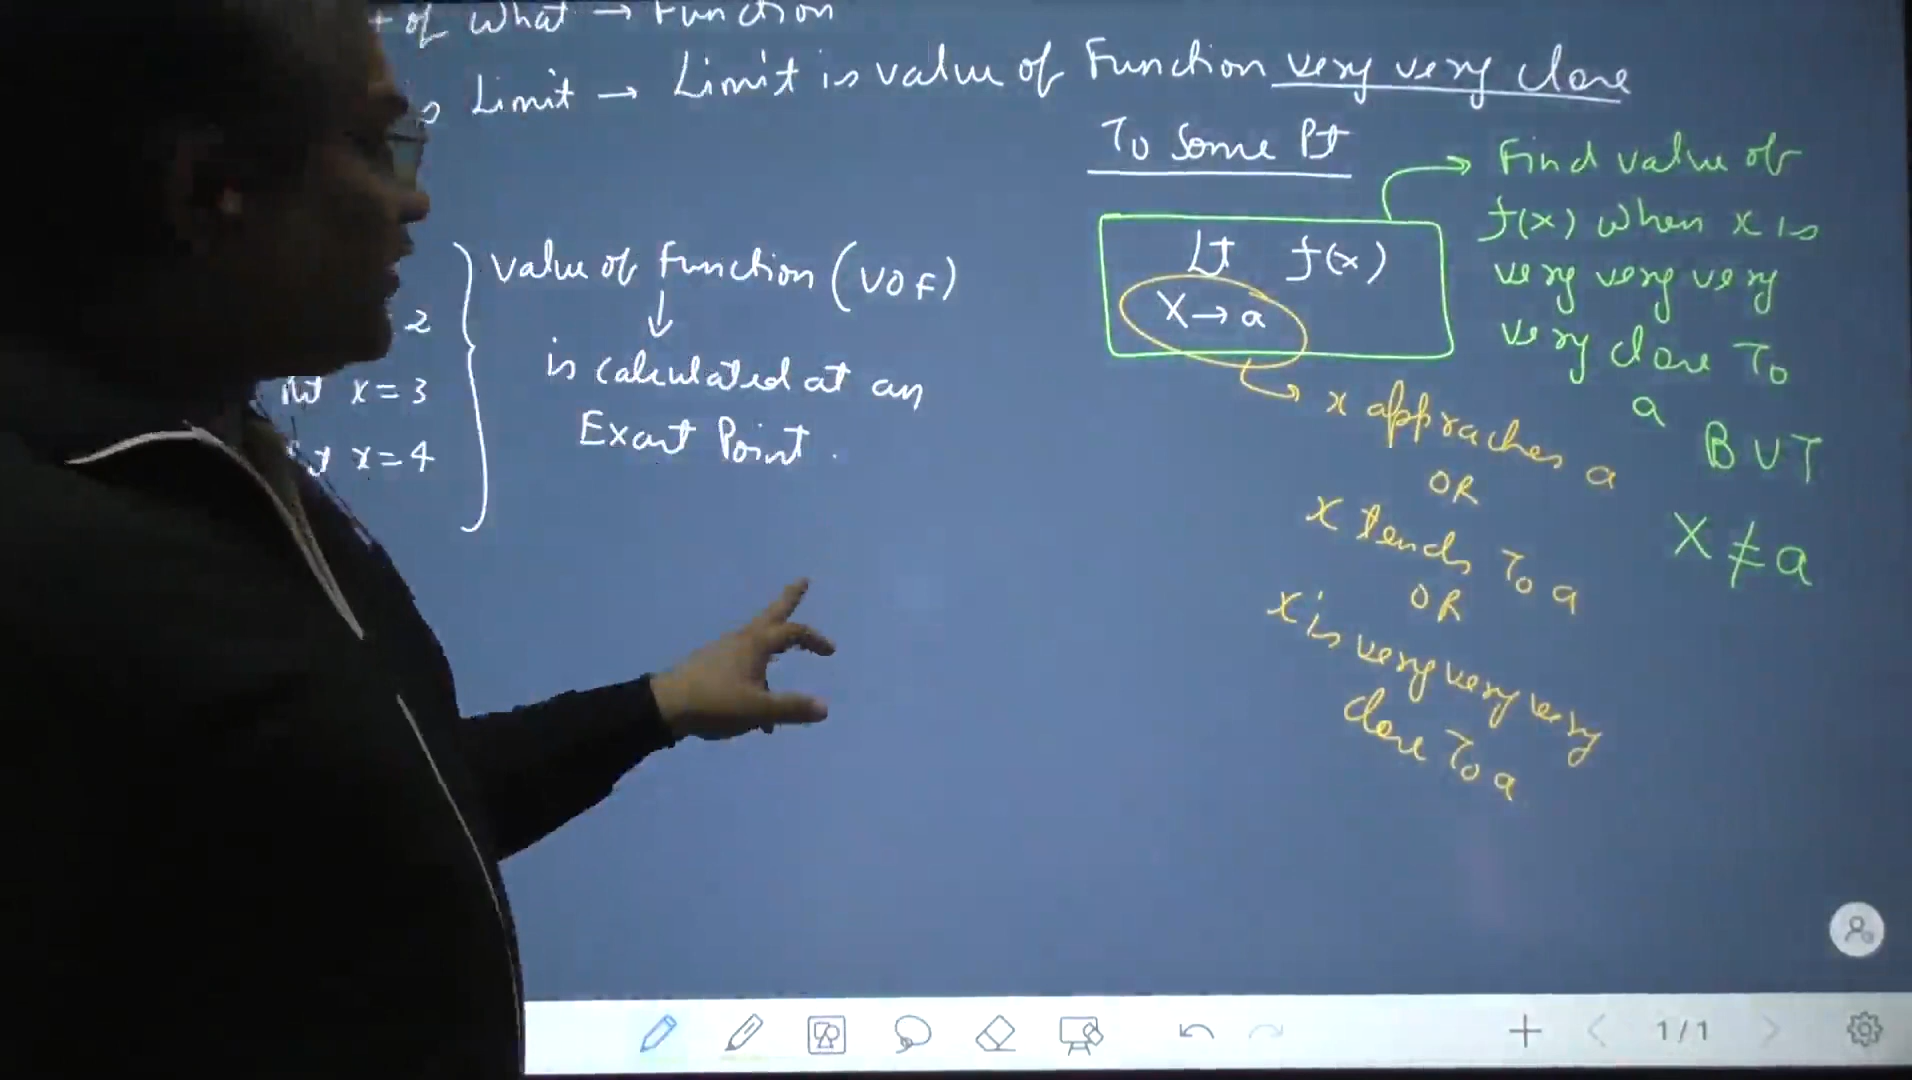 of What → Function
Limit → Limit is value of Function very very close
To Some Pt
Value of Function (VOF)
↓
is calculated at an
Exact Point .
2
x=3
x=4
Lt f(x)
X→a
Find value of
f(x) when x is
very very very
very close To
a BUT
X≠a
x approaches a
OR
x tends To a
OR
x is very very very
close To a
1/1